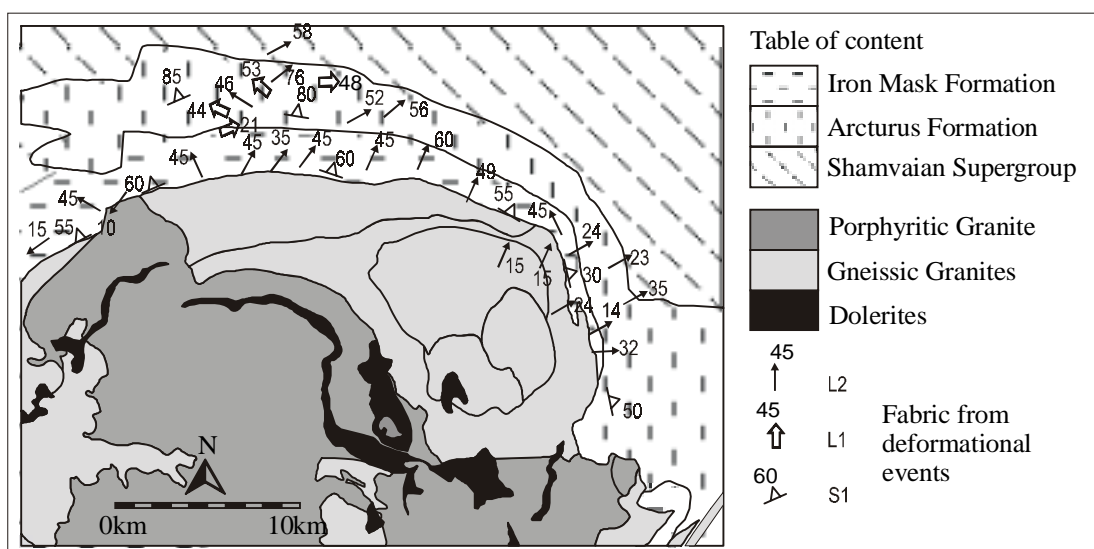 58
53
76
48
85
46
80
52
56
44
21
45
45
35
45
45
60
60
49
60
45
55
45
15
55
10
24
23
15
15
30
35
24
14
32
50
N
0km
10km
Table of content
Iron Mask Formation
Arcturus Formation
Shamvaian Supergroup
Porphyritic Granite
Gneissic Granites
Dolerites
45
L2
45
L1
60
S1
Fabric from
deformational
events